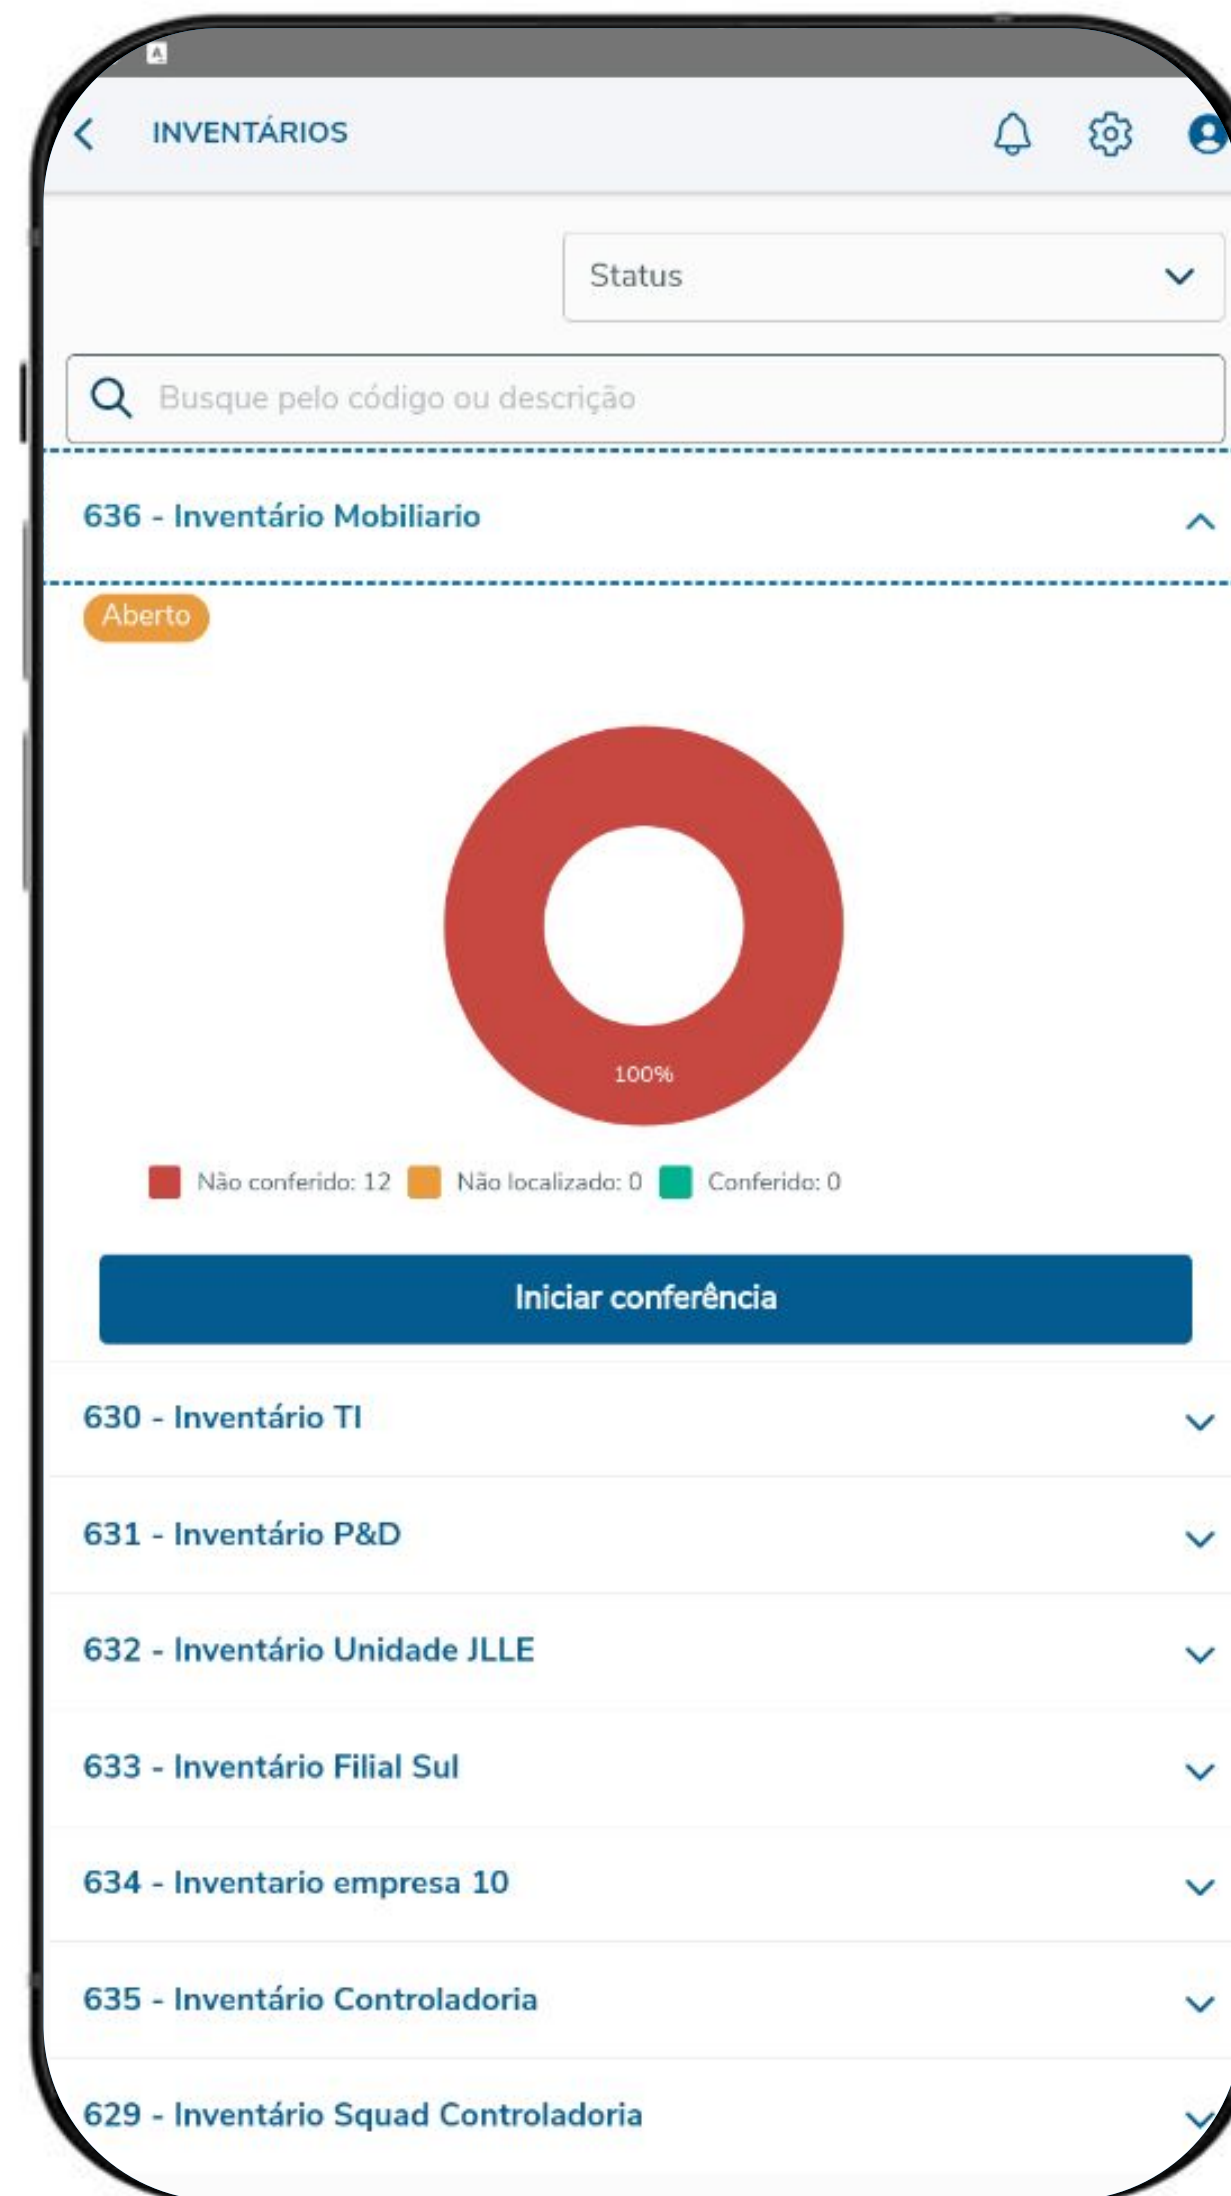 A
INVENTÁRIOS
Status
Busque pelo código ou descrição
636 - Inventário Mobiliario
Aberto
100%
Não conferido: 12 Não localizado: 0 Conferido: 0
Iniciar conferência
630 - Inventário TI
631 - Inventário P&D
632 - Inventário Unidade JLLE
633 - Inventário Filial Sul
634 - Inventario empresa 10
635 - Inventário Controladoria
629 - Inventário Squad Controladoria